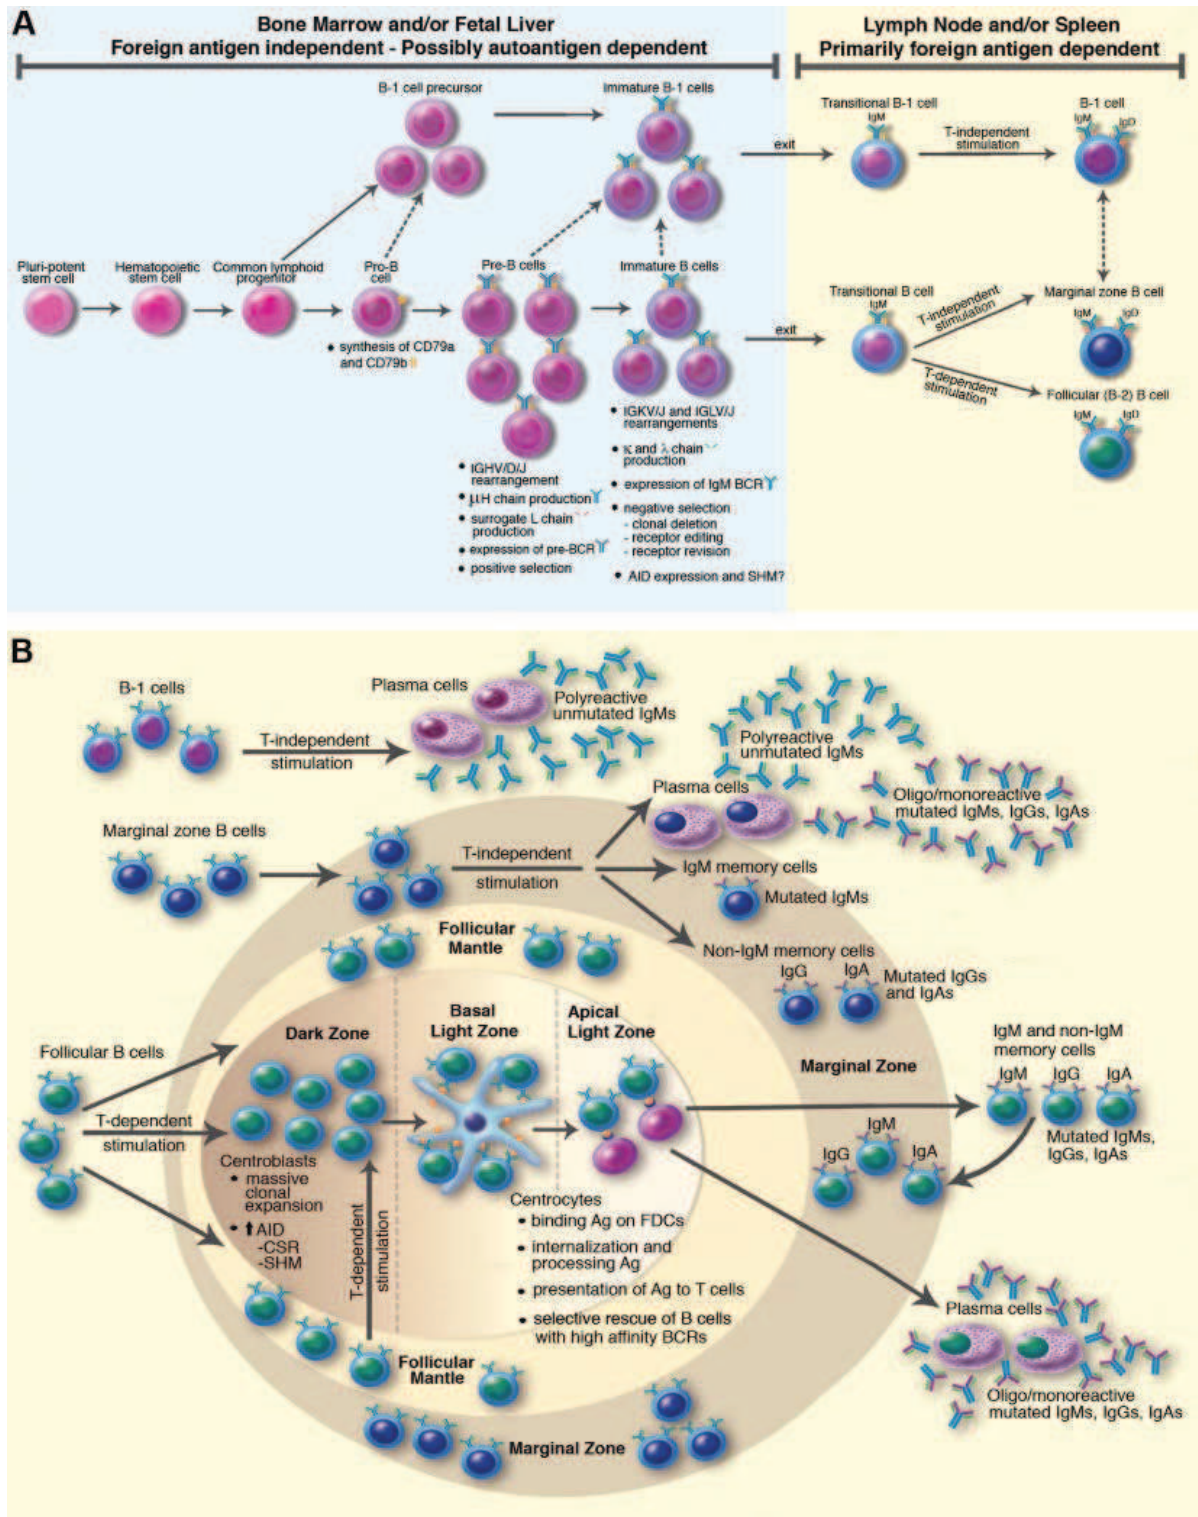 A
Bone Marrow and/or Fetal Liver
Foreign antigen independent - Possibly autoantigen dependent
Lymph Node and/or Spleen
Primarily foreign antigen dependent
B-1 cell precursor
Immature B-1 cells
Transitional B-1 cell
IgM
B-1 cell
IgM
IgD
exit
T-independent
stimulation
Pluri-potent
stem cell
Hematopoietic
stem cell
Common lymphoid
progenitor
Pro-B
cell
Pre-B cells
Immature B cells
Transitional B cell
IgM
exit
T-independent
stimulation
T-dependent
stimulation
Marginal zone B cell
IgM
IgD
Follicular (B-2) B cell
IgM
IgD
• synthesis of CD79a
and CD79b
• IGHV/D/J
rearrangement
• μH chain production
• surrogate L chain
production
• expression of pre-BCR
• positive selection
• IGKV/J and IGLV/J
rearrangements
• κ and λ chain
production
• expression of IgM BCR
• negative selection
- clonal deletion
- receptor editing
- receptor revision
• AID expression and SHM?
B
B-1 cells
T-independent
stimulation
Plasma cells
Polyreactive
unmutated IgMs
Polyreactive
unmutated IgMs
Plasma cells
Oligo/monoreactive
mutated IgMs, IgGs, IgAs
Marginal zone B cells
T-independent
stimulation
IgM memory cells
Mutated IgMs
Non-IgM memory cells
IgG
IgA
Mutated IgGs
and IgAs
Follicular
Mantle
Dark Zone
Basal
Light Zone
Apical
Light Zone
Marginal Zone
Follicular B cells
T-dependent
stimulation
Centroblasts
• massive
clonal
expansion
• ⬆AID
-CSR
-SHM
T-dependent
stimulation
Centrocytes
• binding Ag on FDCs
• internalization and
processing Ag
• presentation of Ag to T cells
• selective rescue of B cells
with high affinity BCRs
IgM and non-IgM
memory cells
IgM
IgG
IgA
Mutated IgMs,
IgGs, IgAs
IgM
IgG
IgA
Plasma cells
Oligo/monoreactive
mutated IgMs, IgGs, IgAs
Follicular
Mantle
Marginal Zone